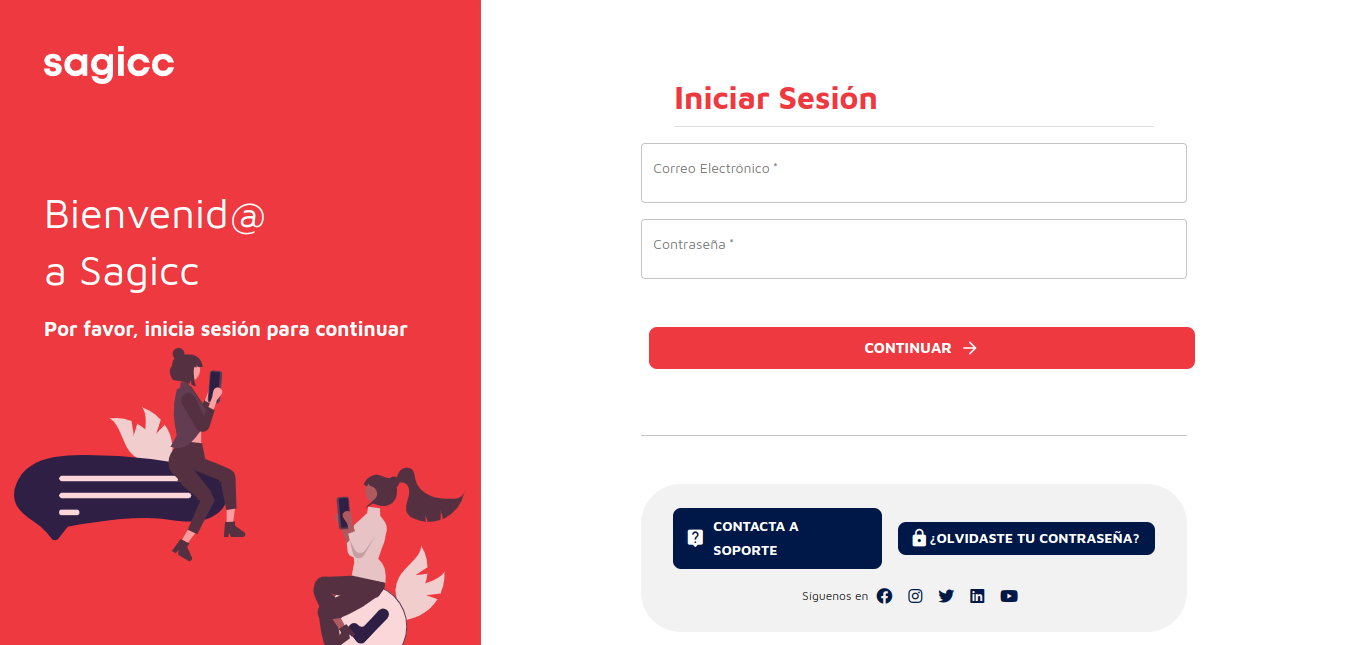 sagicc
Bienvenid@
a Sagicc
Por favor, inicia sesión para continuar
Iniciar Sesión
Correo Electrónico *
Contraseña *
CONTINUAR
CONTACTA A
SOPORTE
¿OLVIDASTE TU CONTRASEÑA?
Síguenos en